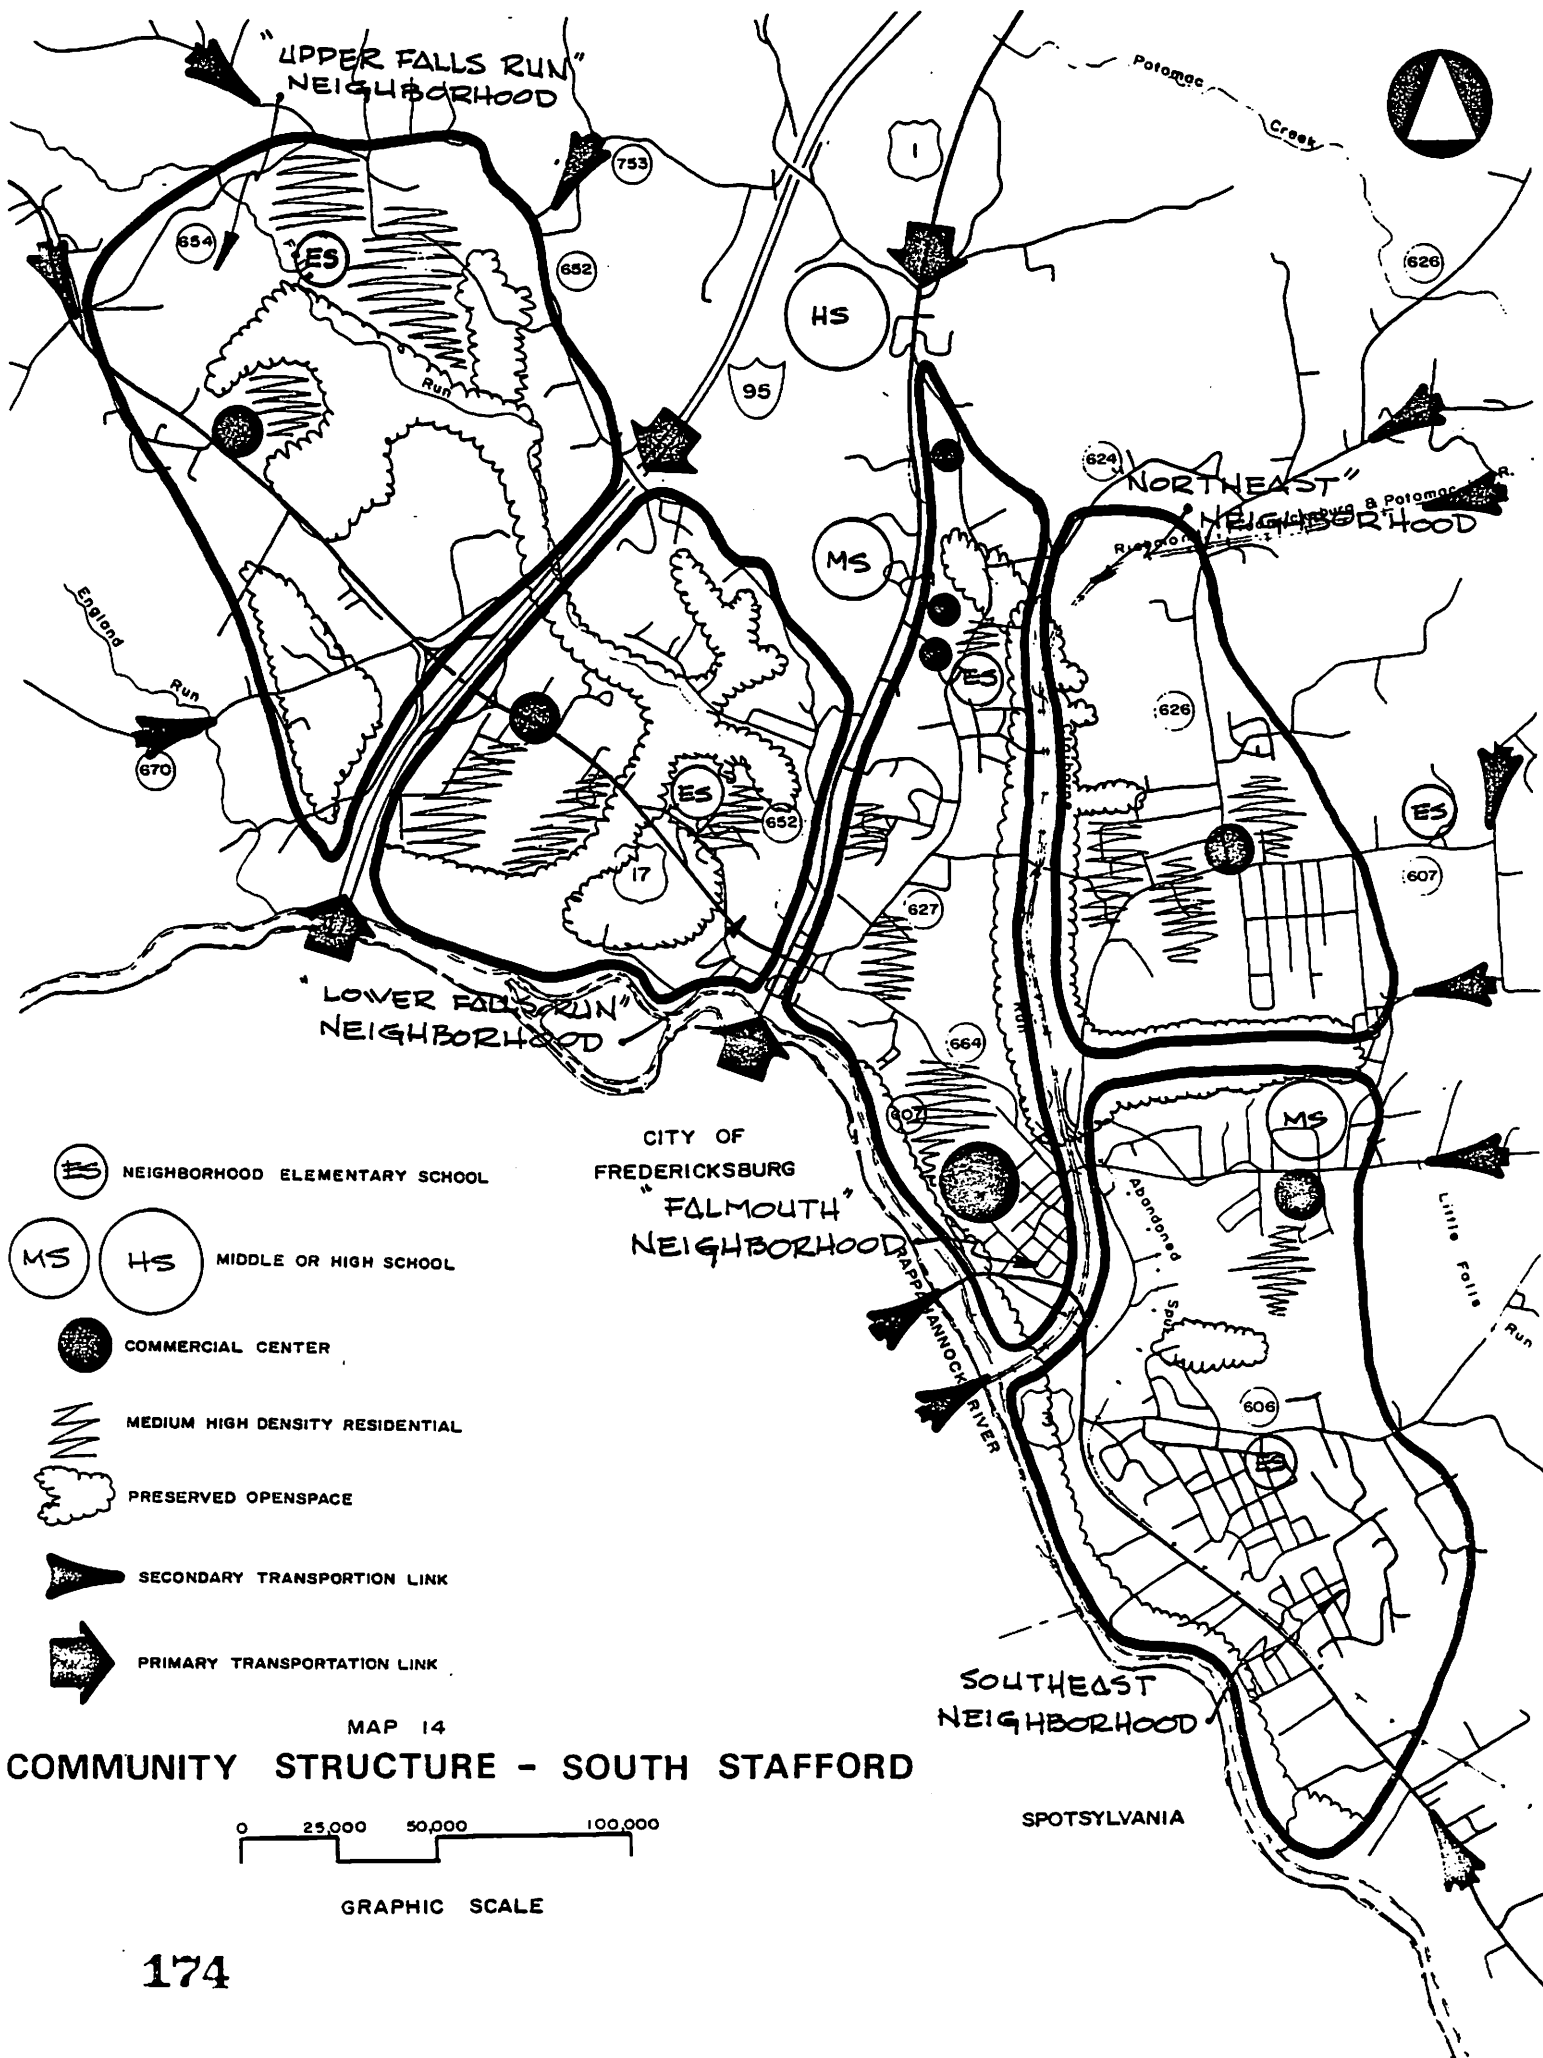 "UPPER FALLS RUN"
NEIGHBORHOOD
Potomac
Creek
1
753
654
ES
652
626
HS
Run
95
624
"NORTHEAST"
NEIGHBORHOOD
MS
England
Run
ES
626
670
ES
652
ES
17
607
627
"LOWER FALLS RUN"
NEIGHBORHOOD
Run
664
607
MS
CITY OF
FREDERICKSBURG
"FALMOUTH"
NEIGHBORHOOD
RAPPAHANNOCK RIVER
Abandoned
Spur
Little Falls
Run
3
606
ES
ES NEIGHBORHOOD ELEMENTARY SCHOOL
MS HS MIDDLE OR HIGH SCHOOL
COMMERCIAL CENTER
MEDIUM HIGH DENSITY RESIDENTIAL
PRESERVED OPENSPACE
SECONDARY TRANSPORTION LINK
PRIMARY TRANSPORTATION LINK
SOUTHEAST
NEIGHBORHOOD
MAP 14
COMMUNITY STRUCTURE - SOUTH STAFFORD
SPOTSYLVANIA
0 25,000 50,000 100,000
GRAPHIC SCALE
174